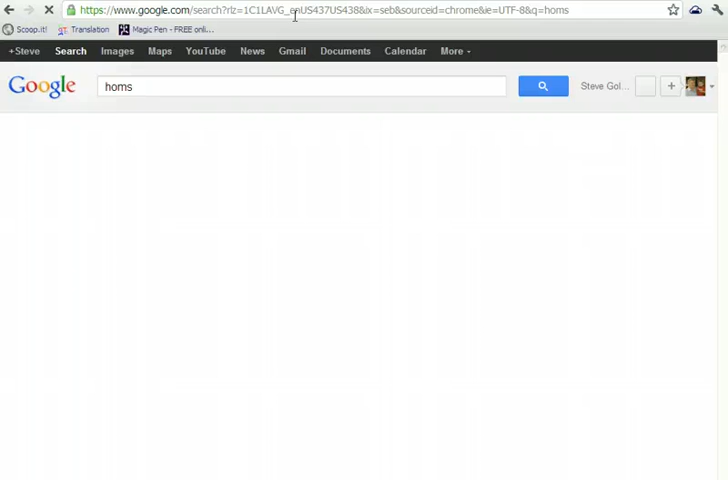 https://www.google.com/search?rlz=1C1LAVG_enUS437US438&ix=seb&sourceid=chrome&ie=UTF-8&q=homs
Scoop.it! Translation Magic Pen - FREE onli...
+Steve Search Images Maps YouTube News Gmail Documents Calendar More
Google homs Steve Gol... +